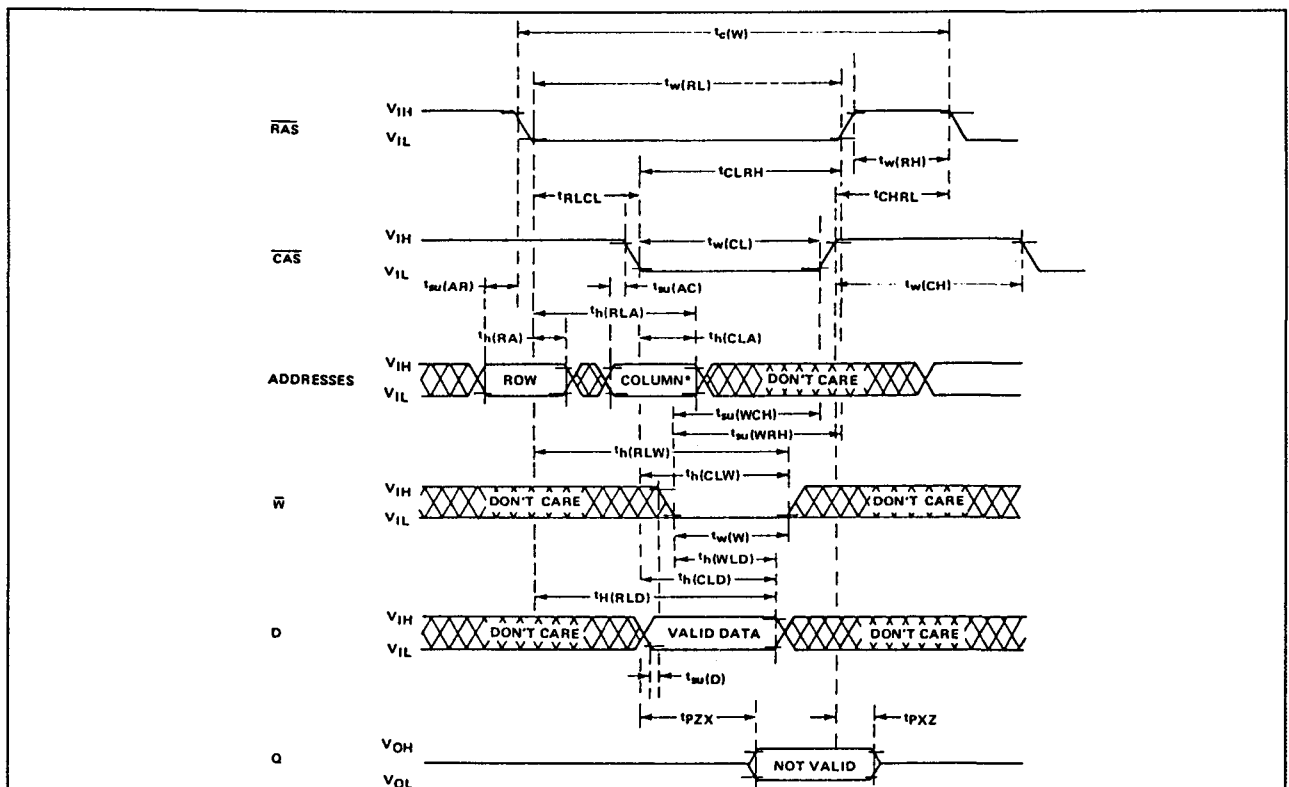 tc(W)
tw(RL)
RAS
VIH
VIL
tw(RH)
tCLRH
tRLCL
tCHRL
CAS
VIH
VIL
tw(CL)
tsu(AR)
tsu(AC)
tw(CH)
th(RLA)
th(RA)
th(CLA)
ADDRESSES
VIH
VIL
ROW
COLUMN*
DON'T CARE
tsu(WCH)
tsu(WRH)
th(RLW)
th(CLW)
W
VIH
VIL
DON'T CARE
DON'T CARE
tw(W)
th(WLD)
th(CLD)
tH(RLD)
D
VIH
VIL
DON'T CARE
VALID DATA
DON'T CARE
tsu(D)
tPZX
tPXZ
Q
VOH
VOL
NOT VALID